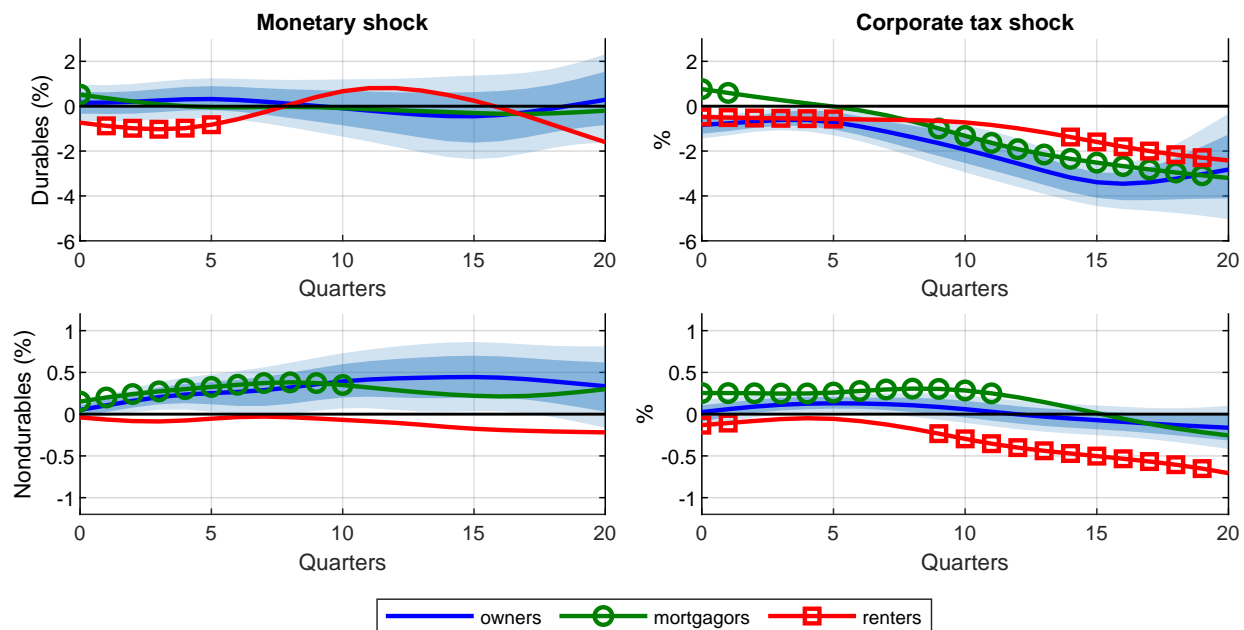 Monetary shock
Corporate tax shock
Durables (%)
2
0
-2
-4
-6
0 5 10 15 20
Quarters
%
2
0
-2
-4
-6
0 5 10 15 20
Quarters
Nondurables (%)
1
0.5
0
-0.5
-1
0 5 10 15 20
Quarters
%
1
0.5
0
-0.5
-1
0 5 10 15 20
Quarters
owners mortgagors renters